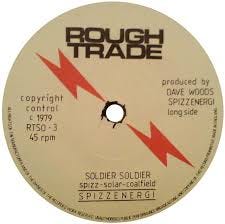 ROUGH
TRADE
produced by
DAVE WOODS
SPIZZENERGI
long side
copyright
control
c 1979
RTSO - 3
45 rpm
SOLDIER SOLDIER
spizz-solar-coalfield
SPIZZENERGI